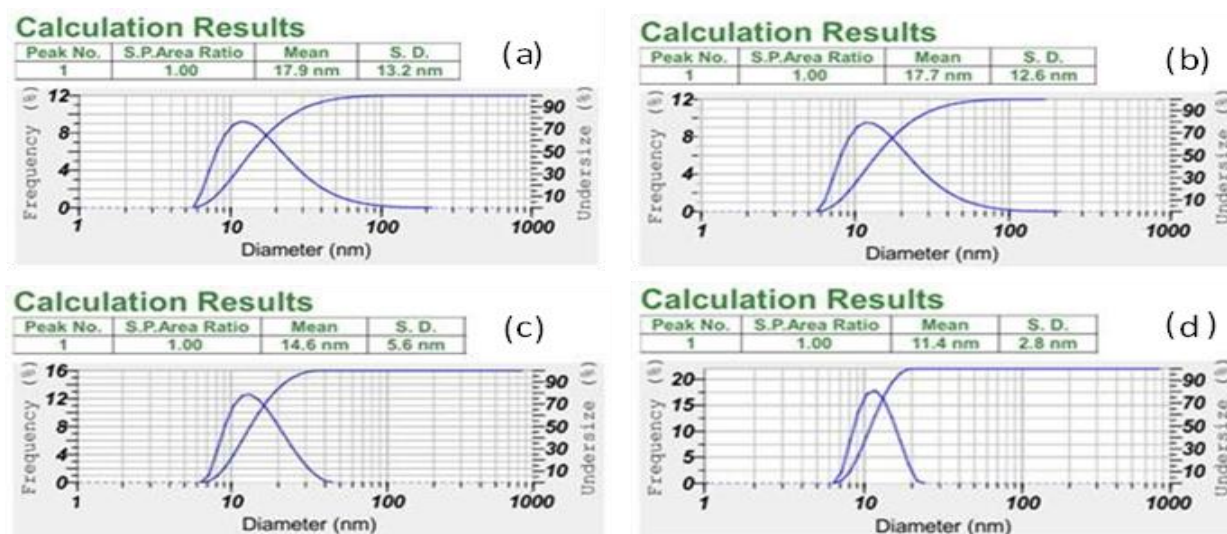 Calculation Results
Peak No. S.P.Area Ratio Mean S. D.
1 1.00 17.9 nm 13.2 nm
(a)
Frequency (%)
12
8
4
0
90
70
50
30
10
Undersize (%)
1 10 100 1000
Diameter (nm)
Calculation Results
Peak No. S.P.Area Ratio Mean S. D.
1 1.00 17.7 nm 12.6 nm
(b)
Frequency (%)
12
8
4
0
90
70
50
30
10
Undersize (%)
1 10 100 1000
Diameter (nm)
Calculation Results
Peak No. S.P.Area Ratio Mean S. D.
1 1.00 14.6 nm 5.6 nm
(c)
Frequency (%)
16
12
8
4
0
90
70
50
30
10
Undersize (%)
1 10 100 1000
Diameter (nm)
Calculation Results
Peak No. S.P.Area Ratio Mean S. D.
1 1.00 11.4 nm 2.8 nm
(d)
Frequency (%)
20
15
10
5
0
90
70
50
30
10
Undersize (%)
1 10 100 1000
Diameter (nm)